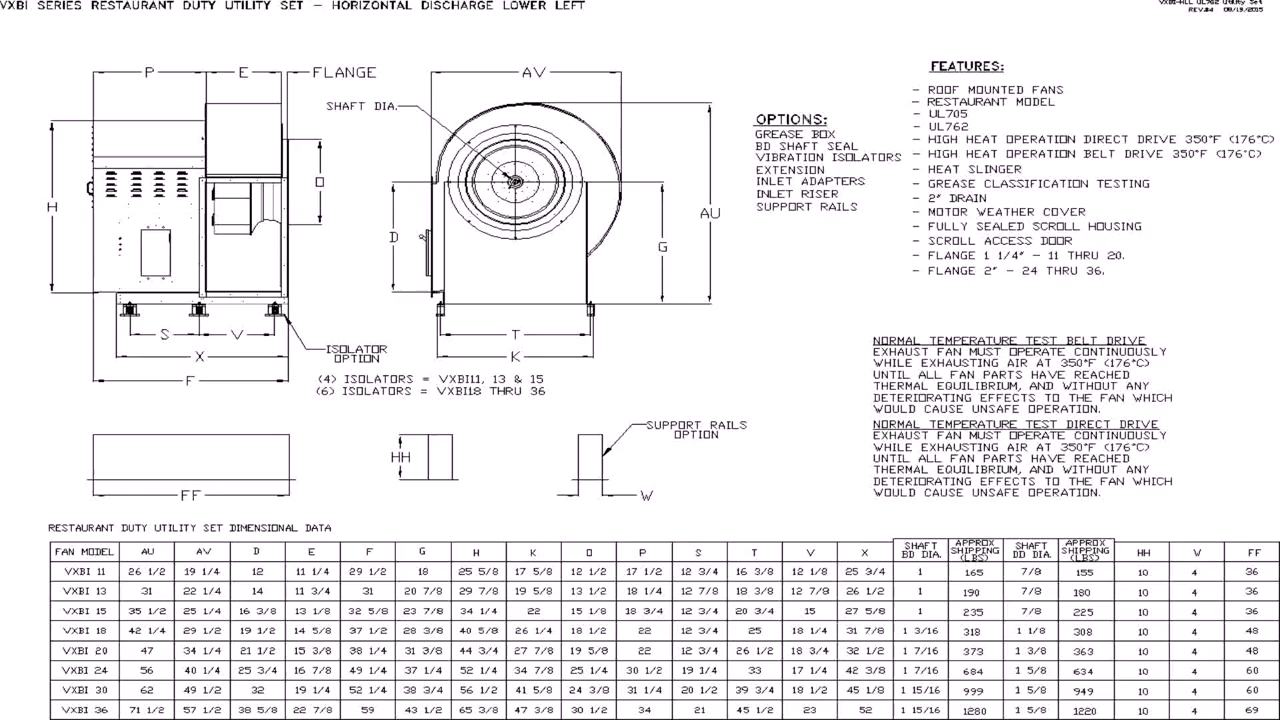 VXBI SERIES RESTAURANT DUTY UTILITY SET - HORIZONTAL DISCHARGE LOWER LEFT
VXBI-HLL UL762 Utility Set
REV.#4 08/19/2015
P
E
FLANGE
H
O
S
V
X
F
ISOLATOR
OPTION
(4) ISOLATORS = VXBI11, 13 & 15
(6) ISOLATORS = VXBI18 THRU 36
AV
SHAFT DIA.
AU
D
G
T
K
OPTIONS:
GREASE BOX
BD SHAFT SEAL
VIBRATION ISOLATORS
EXTENSION
INLET ADAPTERS
INLET RISER
SUPPORT RAILS
FEATURES:
- ROOF MOUNTED FANS
- RESTAURANT MODEL
- UL705
- UL762
- HIGH HEAT OPERATION DIRECT DRIVE 350°F (176°C)
- HIGH HEAT OPERATION BELT DRIVE 350°F (176°C)
- HEAT SLINGER
- GREASE CLASSIFICATION TESTING
- 2" DRAIN
- MOTOR WEATHER COVER
- FULLY SEALED SCROLL HOUSING
- SCROLL ACCESS DOOR
- FLANGE 1 1/4" - 11 THRU 20.
- FLANGE 2" - 24 THRU 36.
NORMAL TEMPERATURE TEST BELT DRIVE
EXHAUST FAN MUST OPERATE CONTINUOUSLY
WHILE EXHAUSTING AIR AT 350°F (176°C)
UNTIL ALL FAN PARTS HAVE REACHED
THERMAL EQUILIBRIUM, AND WITHOUT ANY
DETERIORATING EFFECTS TO THE FAN WHICH
WOULD CAUSE UNSAFE OPERATION.
NORMAL TEMPERATURE TEST DIRECT DRIVE
EXHAUST FAN MUST OPERATE CONTINUOUSLY
WHILE EXHAUSTING AIR AT 350°F (176°C)
UNTIL ALL FAN PARTS HAVE REACHED
THERMAL EQUILIBRIUM, AND WITHOUT ANY
DETERIORATING EFFECTS TO THE FAN WHICH
WOULD CAUSE UNSAFE OPERATION.
FF
HH
SUPPORT RAILS
OPTION
W
RESTAURANT DUTY UTILITY SET DIMENSIONAL DATA
FAN MODEL AU AV D E F G H K O P S T V X SHAFT BD DIA. APPROX SHIPPING (LBS) SHAFT DD DIA. APPROX SHIPPING (LBS) HH W FF
VXBI 11 26 1/2 19 1/4 12 11 1/4 29 1/2 18 25 5/8 17 5/8 12 1/2 17 1/2 12 3/4 16 3/8 12 1/8 25 3/4 1 165 7/8 155 10 4 36
VXBI 13 31 22 1/4 14 11 3/4 31 20 7/8 29 7/8 19 5/8 13 1/2 18 1/4 12 7/8 18 3/8 12 7/8 26 1/2 1 190 7/8 180 10 4 36
VXBI 15 35 1/2 25 1/4 16 3/8 13 1/8 32 5/8 23 7/8 34 1/4 22 15 1/8 18 3/4 12 3/4 20 3/4 15 27 5/8 1 235 7/8 225 10 4 36
VXBI 18 42 1/4 29 1/2 19 1/2 14 5/8 37 1/2 28 3/8 40 5/8 26 1/4 18 1/2 22 12 3/4 25 18 1/4 31 7/8 1 3/16 318 1 1/8 308 10 4 48
VXBI 20 47 34 1/4 21 1/2 15 3/8 38 1/4 31 3/8 44 3/4 27 7/8 19 5/8 22 12 3/4 26 1/2 18 3/4 32 1/2 1 7/16 373 1 3/8 363 10 4 48
VXBI 24 56 40 1/4 25 3/4 16 7/8 49 1/4 37 1/4 52 1/4 34 7/8 25 1/4 30 1/2 19 1/4 33 17 1/4 42 3/8 1 7/16 684 1 5/8 634 10 4 60
VXBI 30 62 49 1/2 32 19 1/4 52 1/4 38 3/4 56 1/2 41 5/8 24 3/8 31 1/4 20 1/2 39 3/4 18 1/2 45 1/8 1 15/16 999 1 5/8 949 10 4 60
VXBI 36 71 1/2 57 1/2 38 5/8 22 7/8 59 43 1/2 65 3/8 47 3/8 30 1/2 34 21 45 1/2 23 52 1 15/16 1280 1 5/8 1220 10 4 69